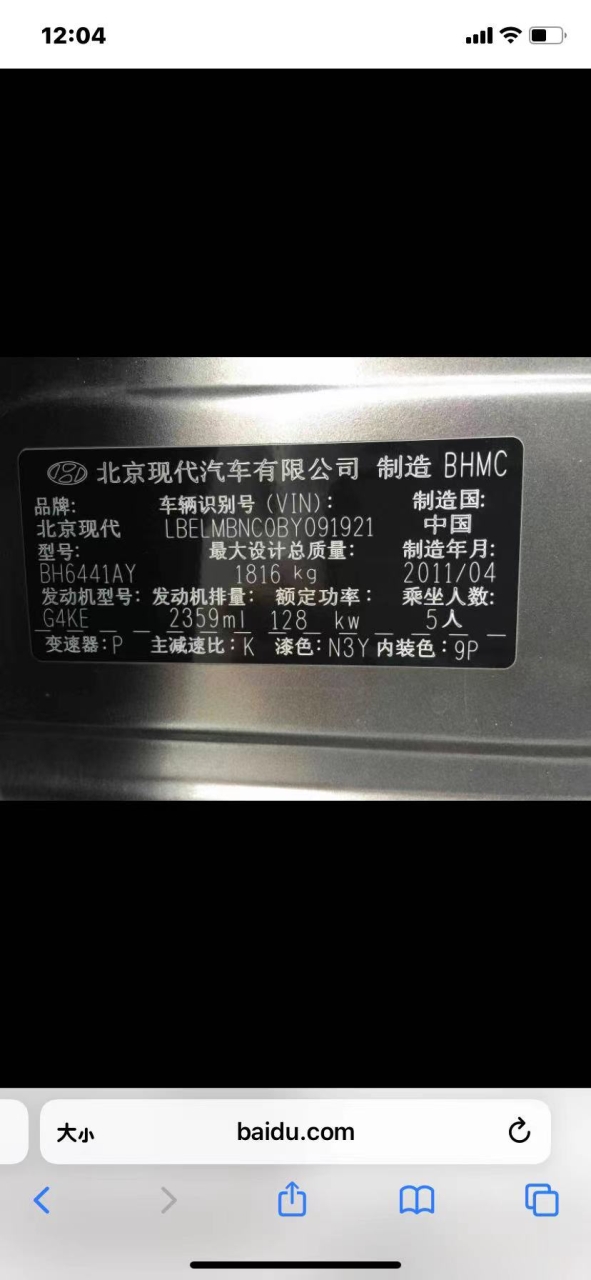 12:04
北京现代汽车有限公司 制造 BHMC
品牌: 车辆识别号 (VIN): 制造国:
北京现代 LBELMBNC0BY091921 中国
型号: 最大设计总质量: 制造年月:
BH6441AY 1816 kg 2011/04
发动机型号: 发动机排量: 额定功率: 乘坐人数:
G4KE 2359ml 128 kw 5人
变速器:P 主减速比:K 漆色:N3Y 内装色:9P
大小 baidu.com